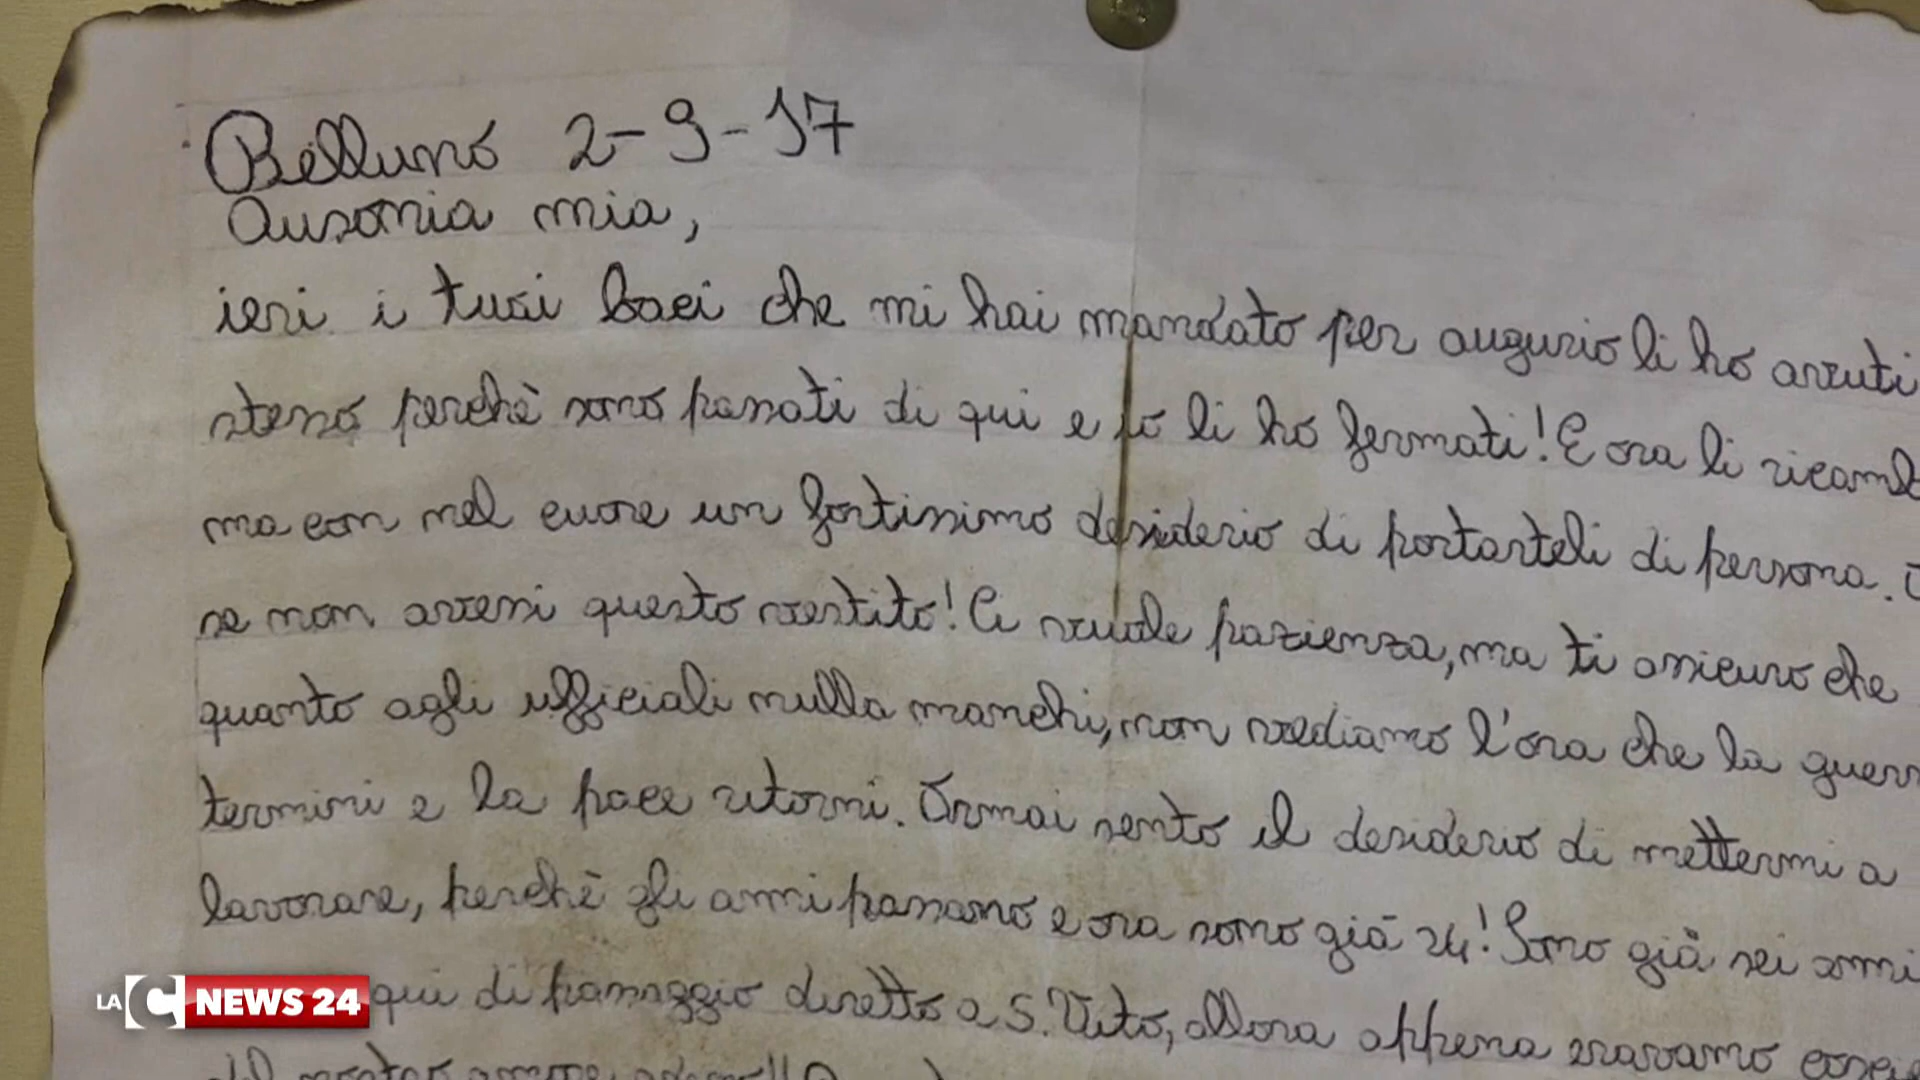 Belluno 2-9-17
Ausonia mia,
ieri i tuoi baci che mi hai mandato per augurio li ho avuti
stesso perchè sono passati di qui e io li ho fermati! E ora li
ma con nel cuore un fortissimo desiderio di portarteli di persona.
se non avessi questo vestito! Ci vuole pazienza, ma ti assicuro che
quanto agli ufficiali nulla manchi, non vediamo l'ora che la guerr
termini e la pace ritorni. Ormai sento il desiderio di mettermi a
lavorare, perchè gli anni passano e ora sono già 24! Sono già sei anni
qui di passaggio diretto a S. Vito, allora appena eravamo
LA C NEWS 24